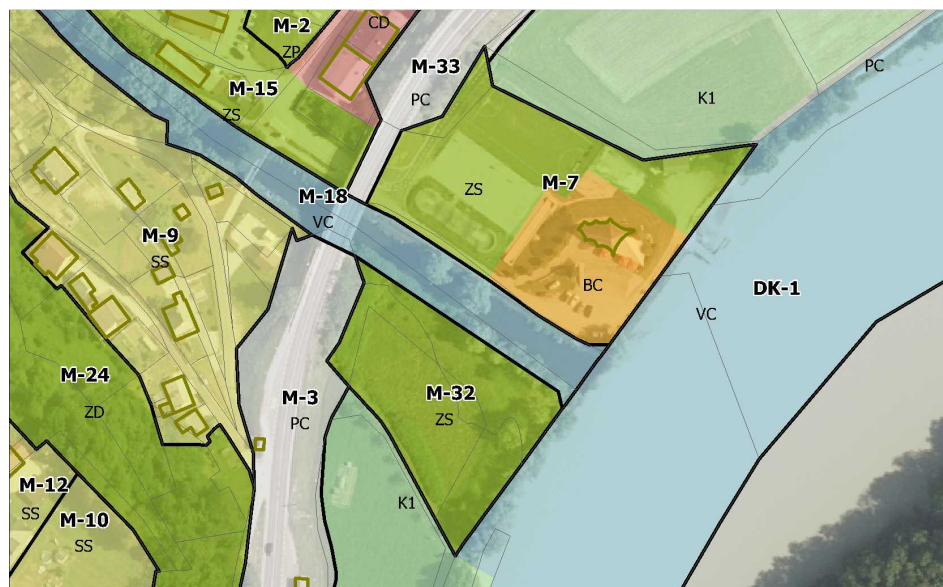 M-2
CD
ZP
M-33
PC
M-15
PC
K1
ZS
M-7
ZS
M-18
VC
M-9
SS
BC
DK-1
VC
M-24
M-32
M-3
ZD
ZS
PC
M-12
K1
SS
M-10
SS